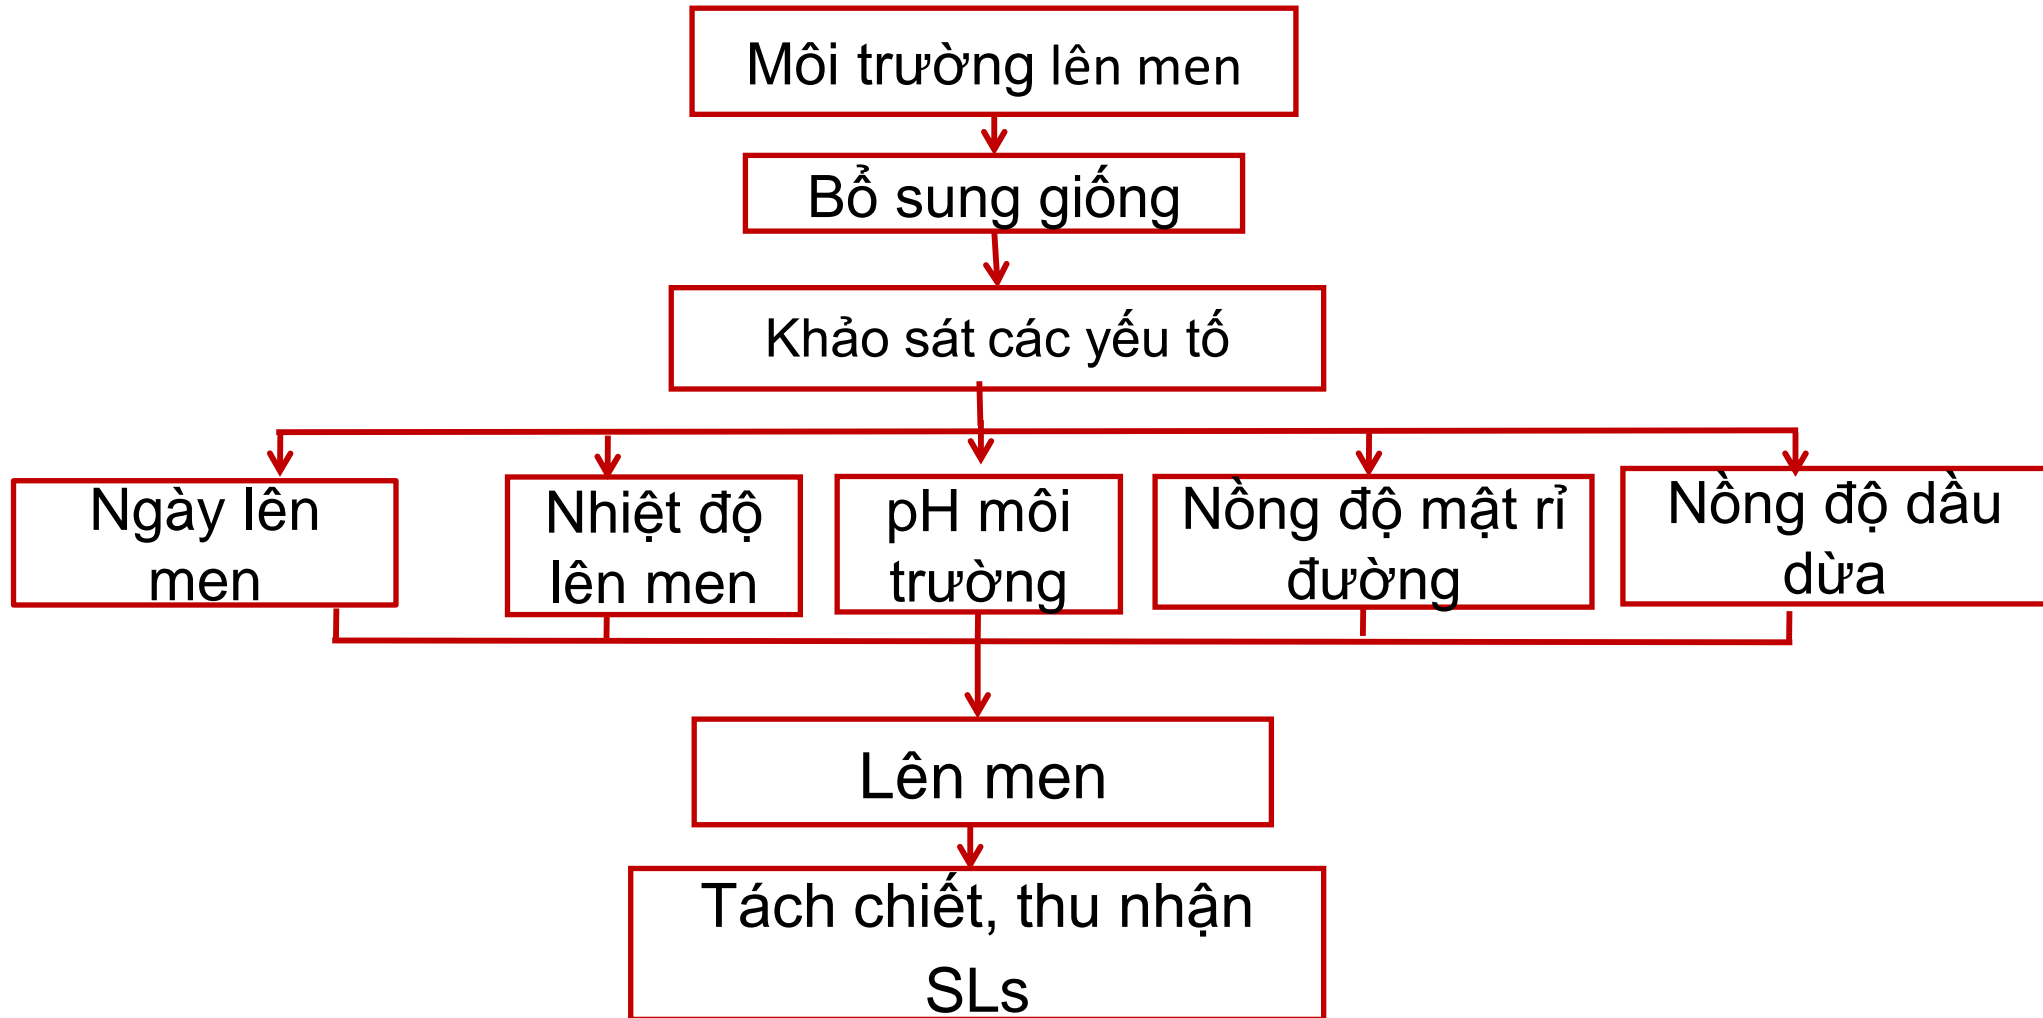 Môi trường lên men
Bổ sung giống
Khảo sát các yếu tố
Ngày lên
men
Nhiệt độ
lên men
pH môi
trường
Nồng độ mật rỉ
đường
Nồng độ dầu
dừa
Lên men
Tách chiết, thu nhận
SLs